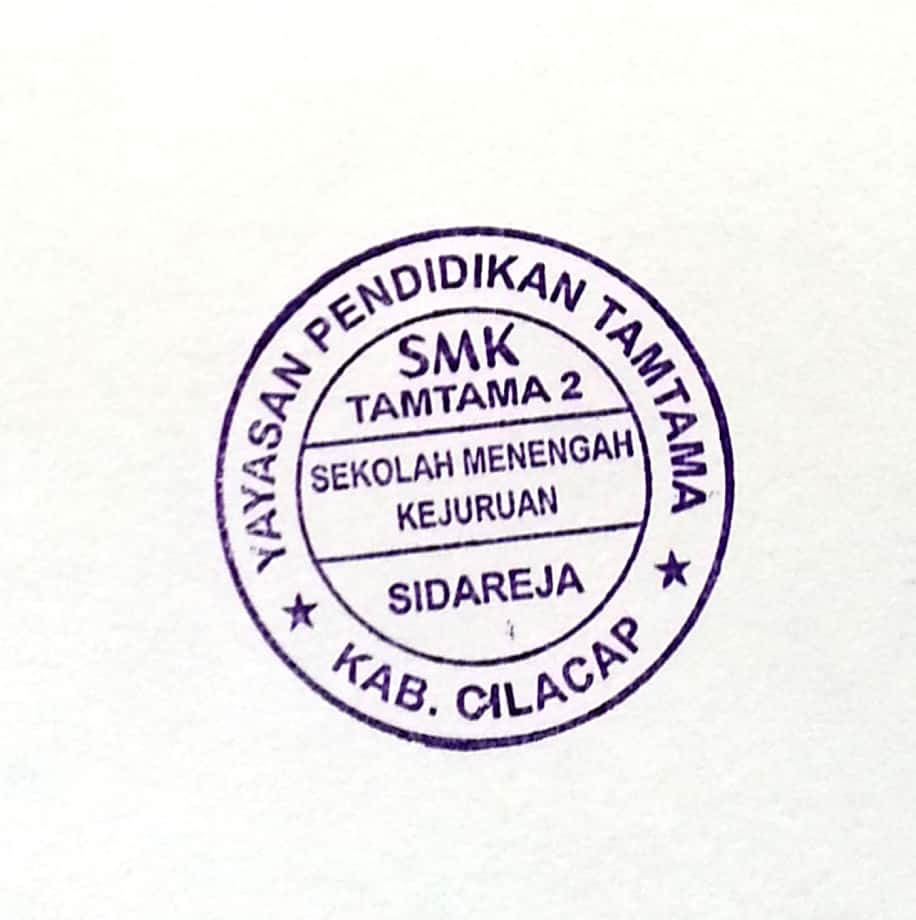 YAYASAN PENDIDIKAN TAMTAMA
SMK
TAMTAMA 2
SEKOLAH MENENGAH
KEJURUAN
SIDAREJA
KAB. CILACAP